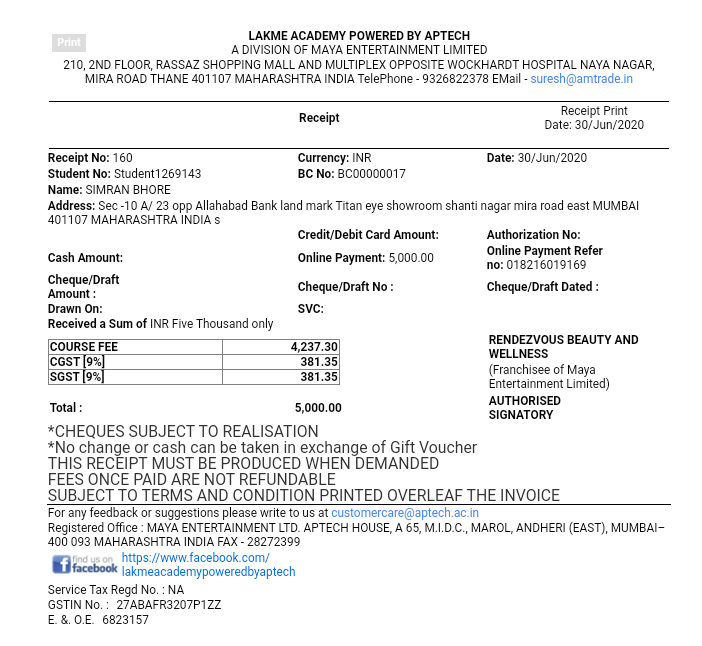 Print
LAKME ACADEMY POWERED BY APTECH
A DIVISION OF MAYA ENTERTAINMENT LIMITED
210, 2ND FLOOR, RASSAZ SHOPPING MALL AND MULTIPLEX OPPOSITE WOCKHARDT HOSPITAL NAYA NAGAR,
MIRA ROAD THANE 401107 MAHARASHTRA INDIA TelePhone - 9326822378 EMail - suresh@amtrade.in
Receipt
Receipt Print
Date: 30/Jun/2020
Receipt No: 160 Currency: INR Date: 30/Jun/2020
Student No: Student1269143 BC No: BC00000017
Name: SIMRAN BHORE
Address: Sec -10 A/ 23 opp Allahabad Bank land mark Titan eye showroom shanti nagar mira road east MUMBAI
401107 MAHARASHTRA INDIA s
Credit/Debit Card Amount: Authorization No:
Cash Amount: Online Payment: 5,000.00 Online Payment Refer
no: 018216019169
Cheque/Draft
Amount : Cheque/Draft No : Cheque/Draft Dated :
Drawn On: SVC:
Received a Sum of INR Five Thousand only
COURSE FEE 4,237.30
CGST [9%] 381.35
SGST [9%] 381.35
Total : 5,000.00
RENDEZVOUS BEAUTY AND
WELLNESS
(Franchisee of Maya
Entertainment Limited)
AUTHORISED
SIGNATORY
*CHEQUES SUBJECT TO REALISATION
*No change or cash can be taken in exchange of Gift Voucher
THIS RECEIPT MUST BE PRODUCED WHEN DEMANDED
FEES ONCE PAID ARE NOT REFUNDABLE
SUBJECT TO TERMS AND CONDITION PRINTED OVERLEAF THE INVOICE
For any feedback or suggestions please write to us at customercare@aptech.ac.in
Registered Office : MAYA ENTERTAINMENT LTD. APTECH HOUSE, A 65, M.I.D.C., MAROL, ANDHERI (EAST), MUMBAI–
400 093 MAHARASHTRA INDIA FAX - 28272399
find us on
facebook
https://www.facebook.com/
lakmeacademypoweredbyaptech
Service Tax Regd No. : NA
GSTIN No. : 27ABAFR3207P1ZZ
E. & O.E. 6823157